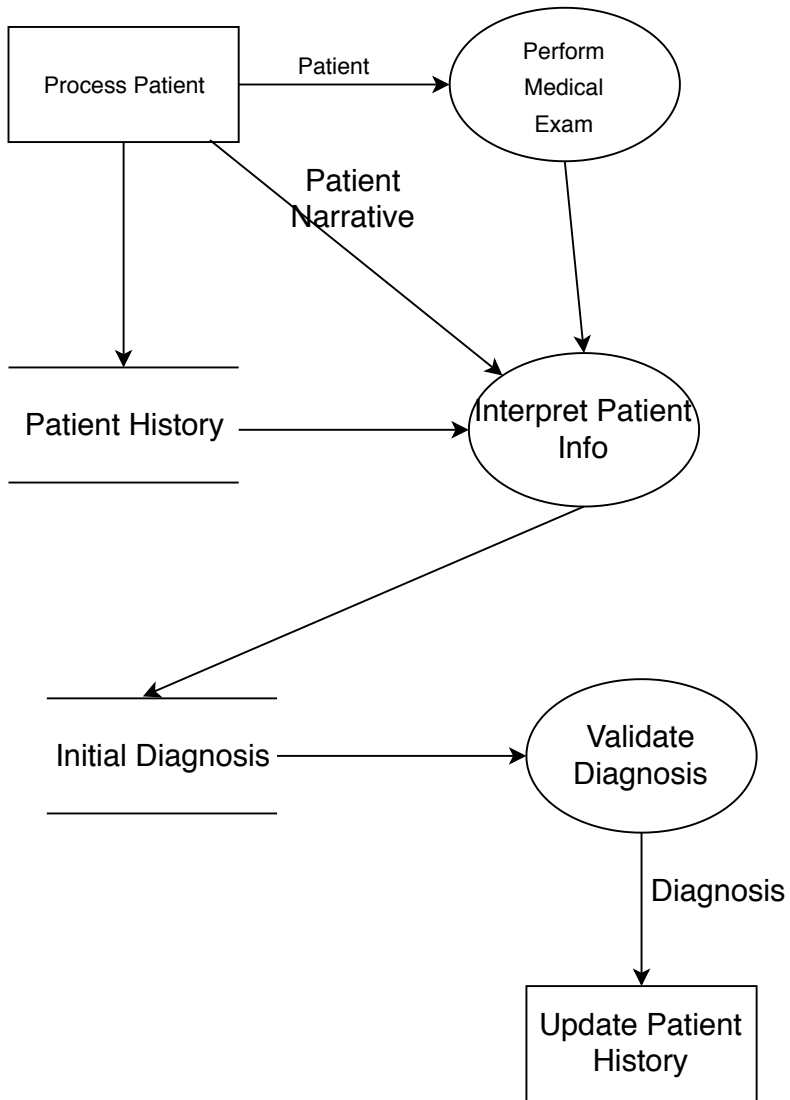 Process Patient
Patient
Perform
Medical
Exam
Patient
Narrative
Patient History
Interpret Patient
Info
Initial Diagnosis
Validate
Diagnosis
Diagnosis
Update Patient
History